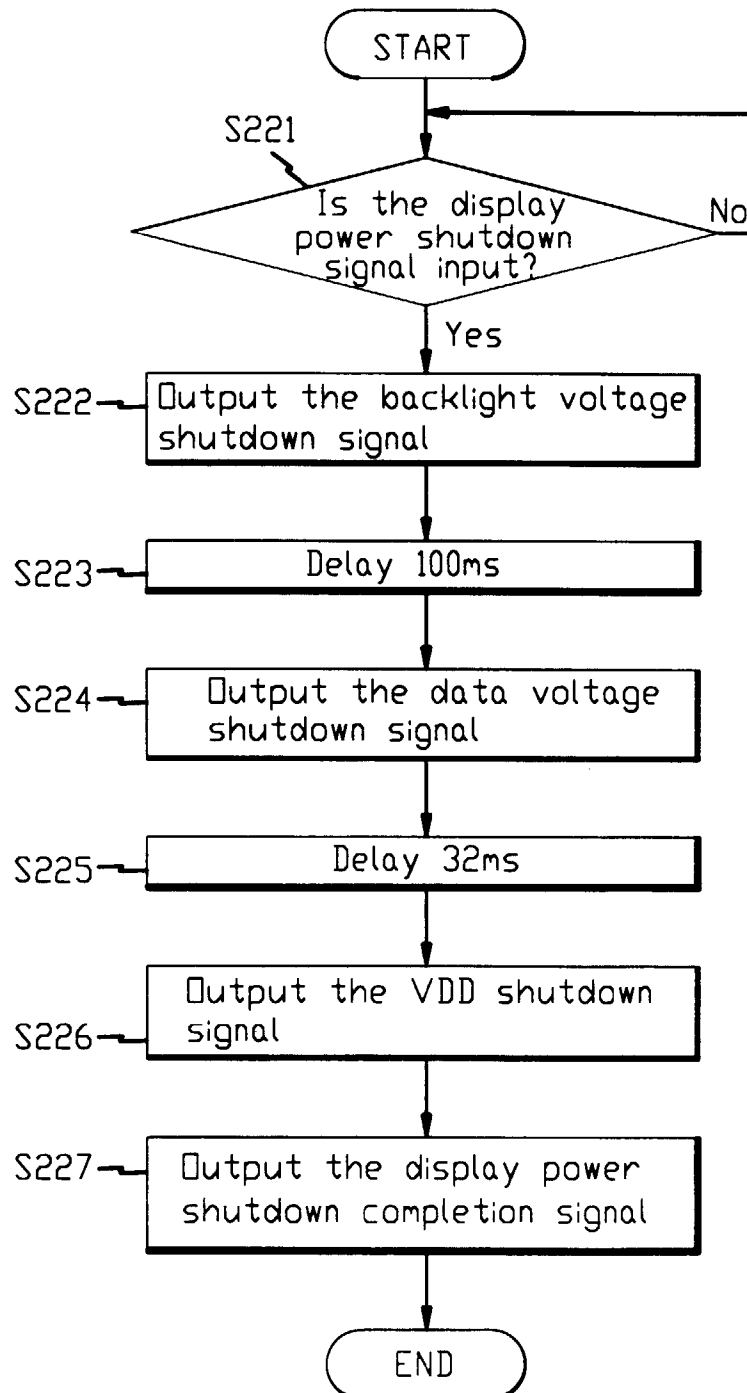 START
S221
Is the display
power shutdown
signal input?
No
Yes
S222
Output the backlight voltage
shutdown signal
S223
Delay 100ms
S224
Output the data voltage
shutdown signal
S225
Delay 32ms
Output the VDD shutdown
signal
S226
S227
Output the display power
shutdown completion signal
END